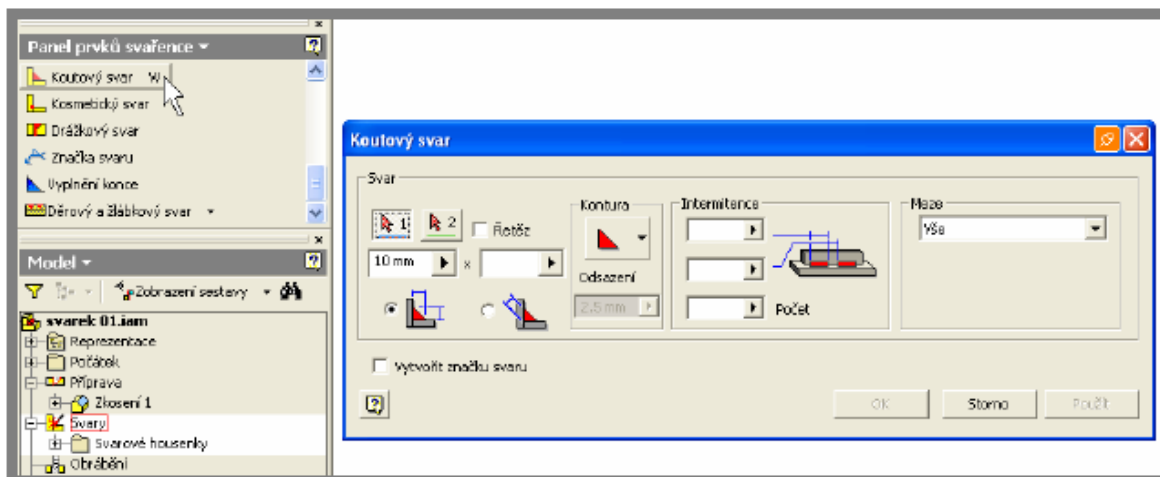 Panel prvků svařence
Koutový svar W
Kosmetický svar
Drážkový svar
Značka svaru
Vyplnění konce
Děrový a žlábkový svar
Model
Zobrazení sestavy
svarek 01.iam
Reprezentace
Počátek
Příprava
Zkosení 1
Svary
Svarové housenky
Obrábění
Koutový svar
Svar
1 2 Řetěz
10 mm x
Kontura
Odsazení
2.5 mm
Intermitence
Počet
Meze
Vše
Vytvořit značku svaru
OK Storno Použít